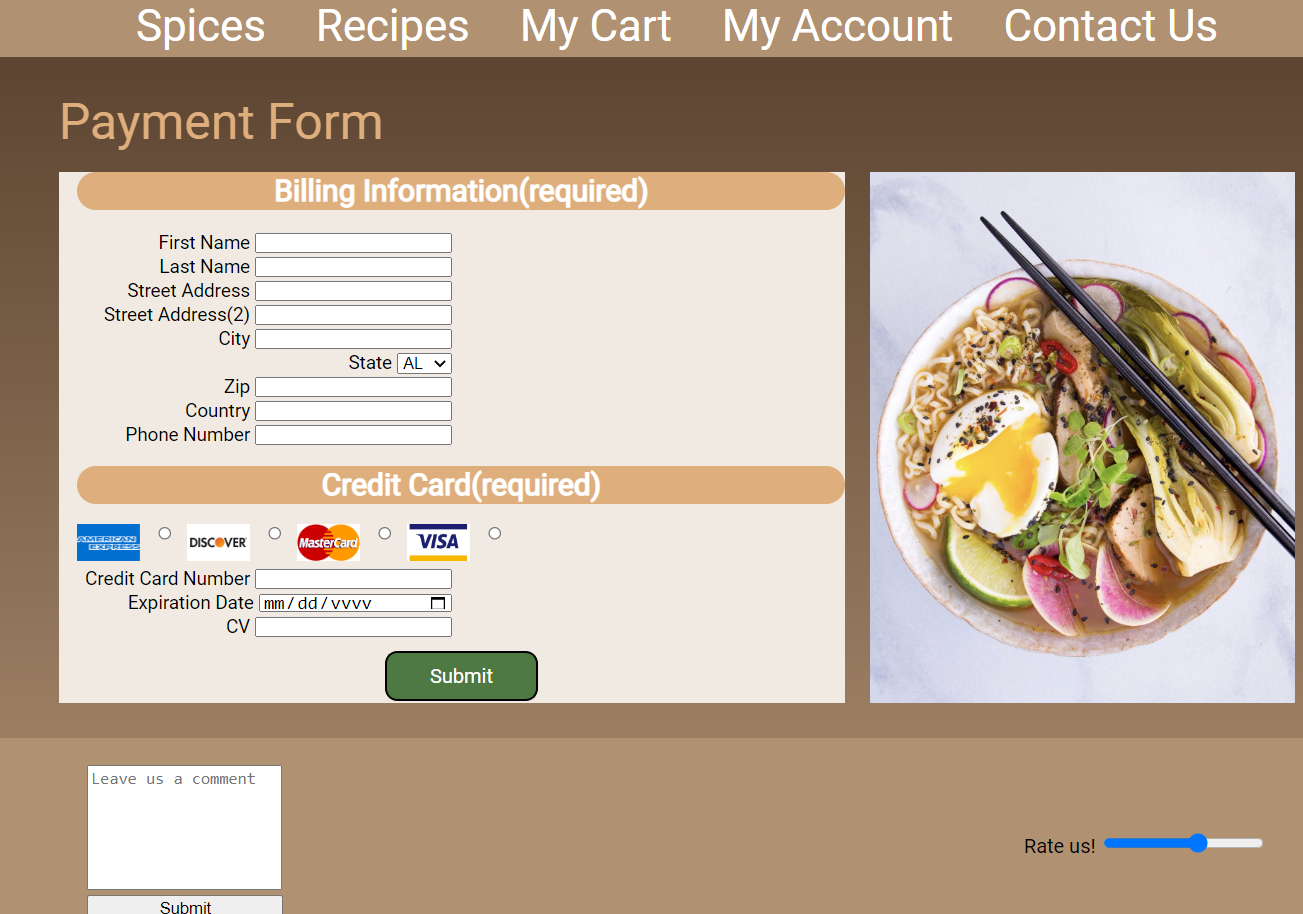 Spices Recipes My Cart My Account Contact Us
Payment Form
Billing Information(required)
First Name
Last Name
Street Address
Street Address(2)
City
State AL
Zip
Country
Phone Number
Credit Card(required)
AMERICAN EXPRESS DISCOVER MasterCard VISA
Credit Card Number
Expiration Date mm/dd/yyyy
CV
Submit
Leave us a comment
Rate us!
Submit